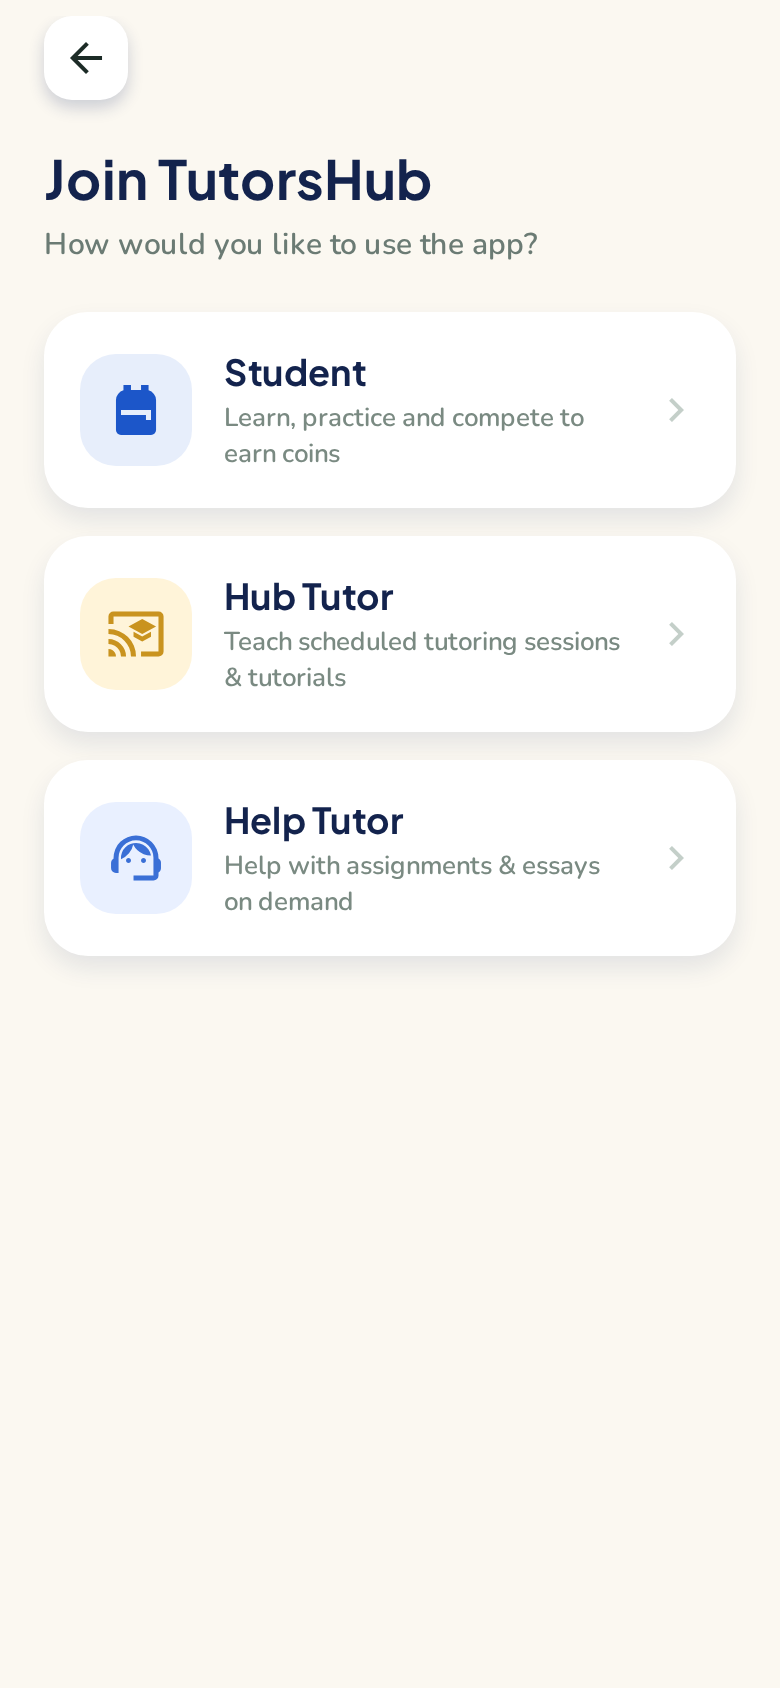 Join TutorsHub
How would you like to use the app?
Student
Learn, practice and compete to
earn coins
Hub Tutor
Teach scheduled tutoring sessions
& tutorials
Help Tutor
Help with assignments & essays
on demand